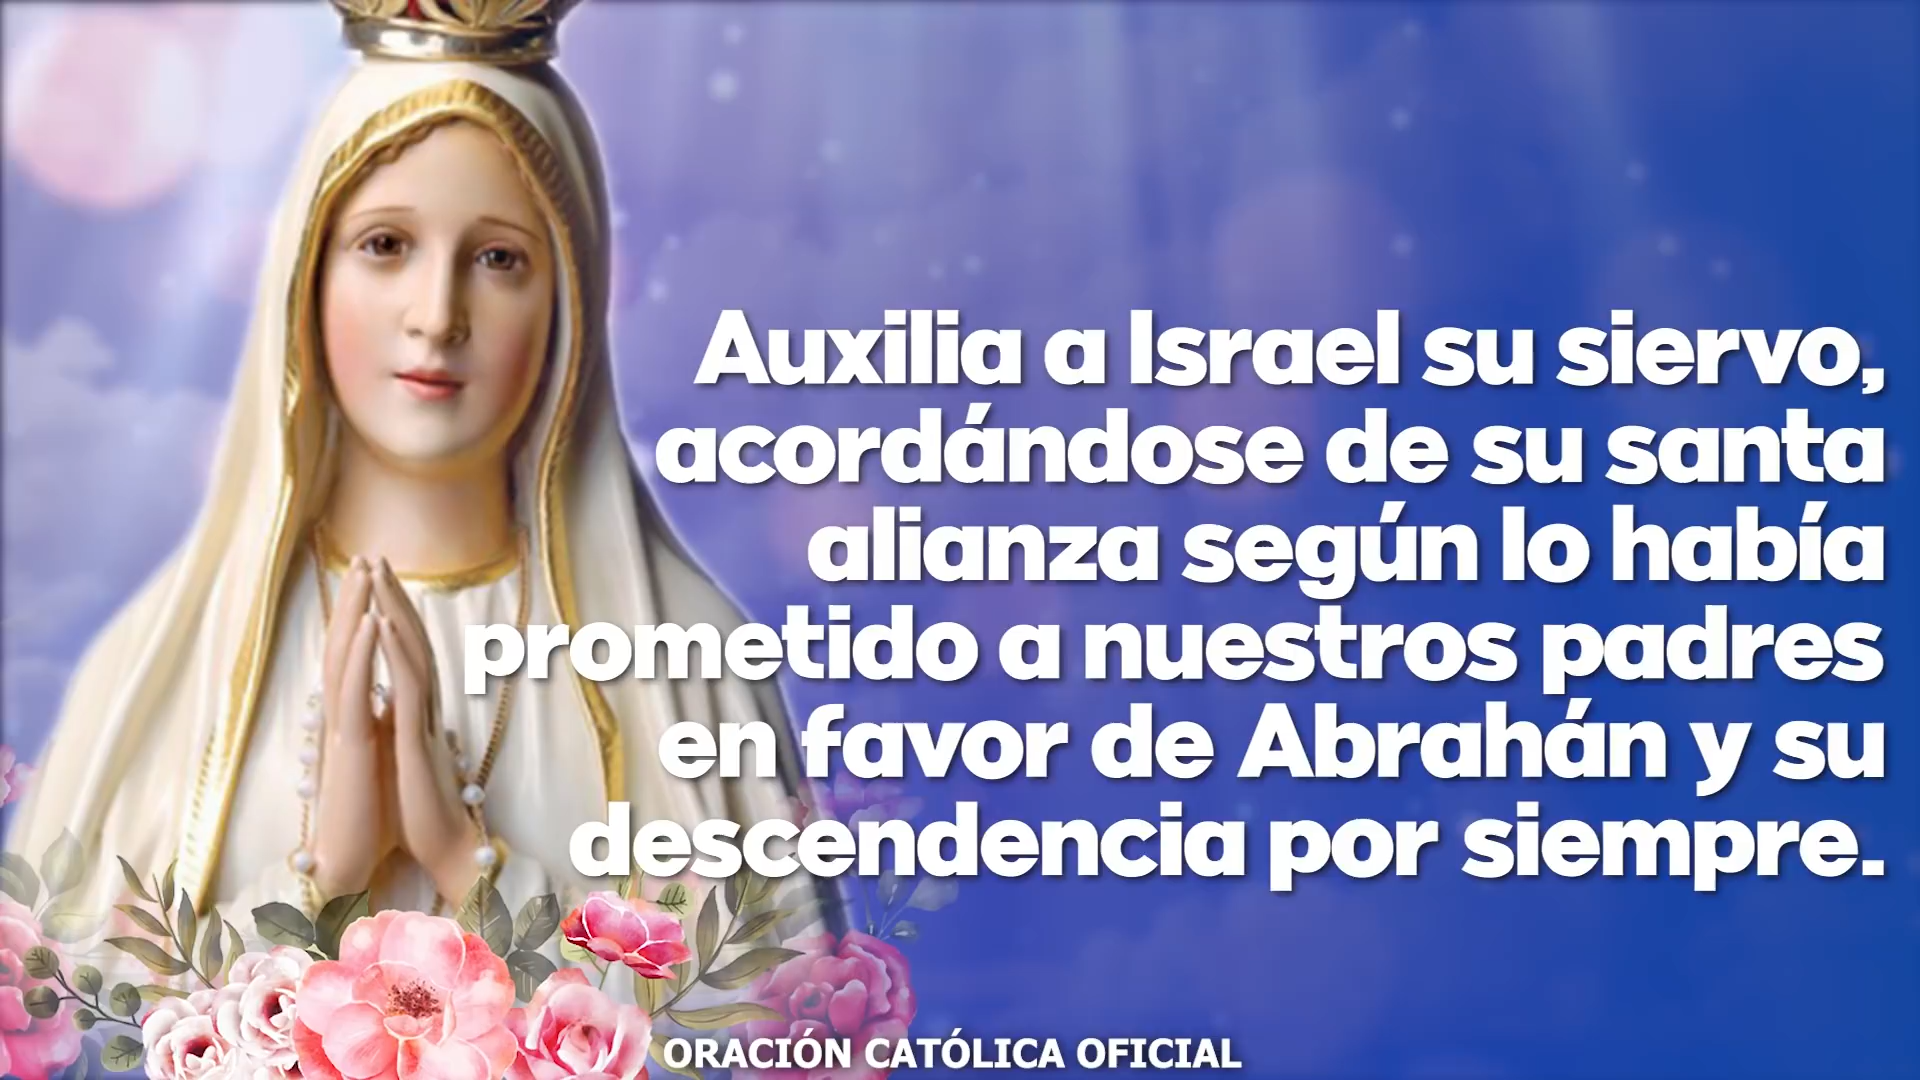 Auxilia a Israel su siervo,
acordándose de su santa
alianza según lo había
prometido a nuestros padres
en favor de Abrahán y su
descendencia por siempre.
ORACIÓN CATÓLICA OFICIAL